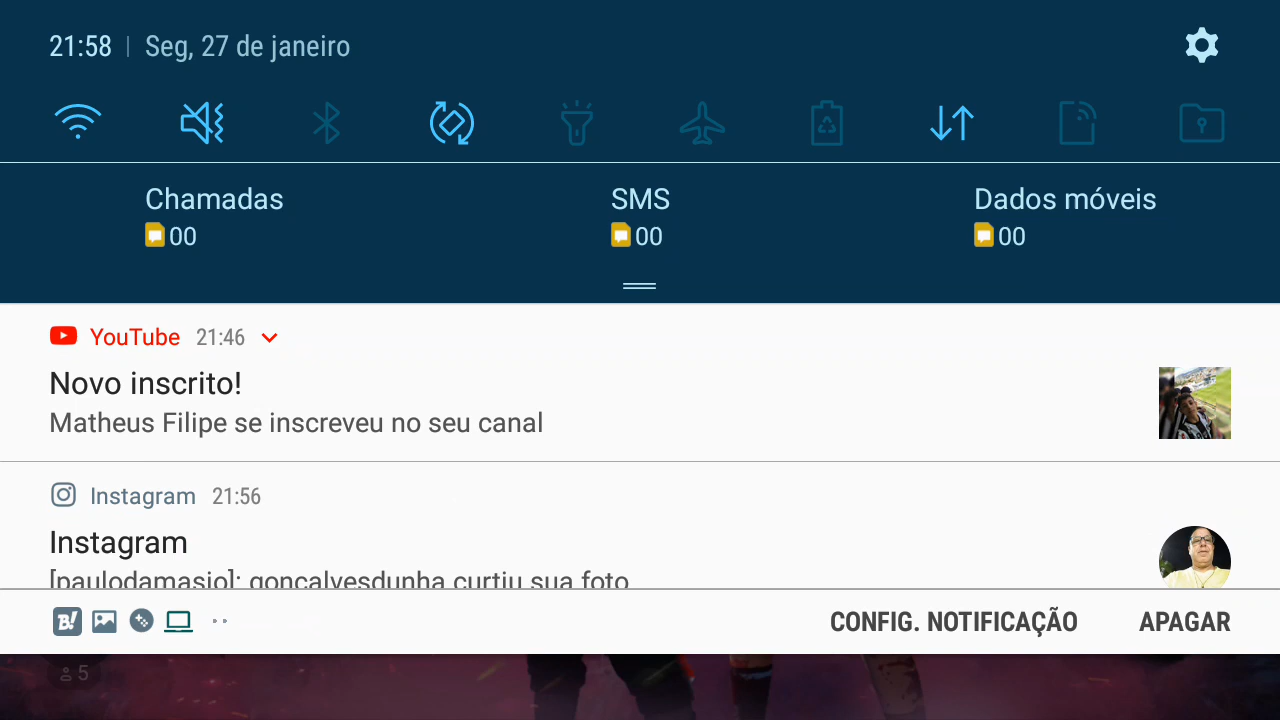 21:58 | Seg, 27 de janeiro
Chamadas
00
SMS
00
Dados móveis
00
YouTube 21:46
Novo inscrito!
Matheus Filipe se inscreveu no seu canal
Instagram 21:56
Instagram
[paulodamasio]: goncalvesdunha curtiu sua foto
B! CONFIG. NOTIFICAÇÃO APAGAR
5